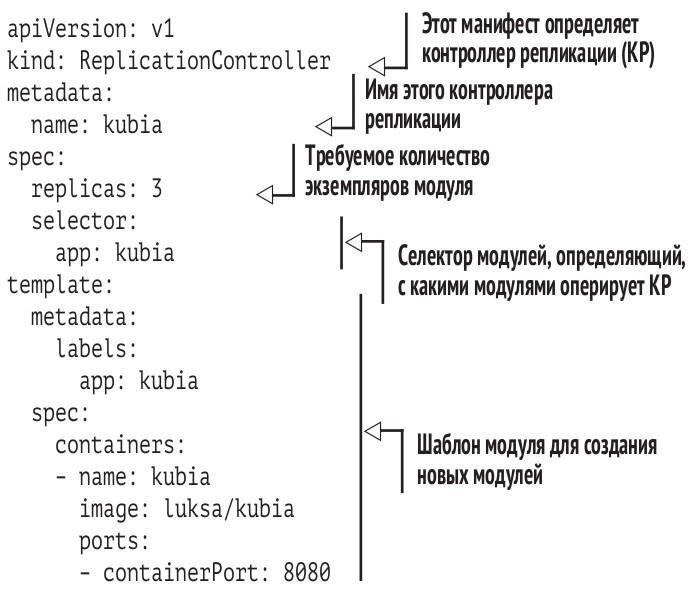 apiVersion: v1
kind: ReplicationController
Этот манифест определяет
контроллер репликации (КР)
metadata:
  name: kubia
Имя этого контроллера
репликации
spec:
  replicas: 3
Требуемое количество
экземпляров модуля
  selector:
    app: kubia
Селектор модулей, определяющий,
с какими модулями оперирует КР
template:
  metadata:
    labels:
      app: kubia
  spec:
    containers:
    - name: kubia
      image: luksa/kubia
      ports:
      - containerPort: 8080
Шаблон модуля для создания
новых модулей